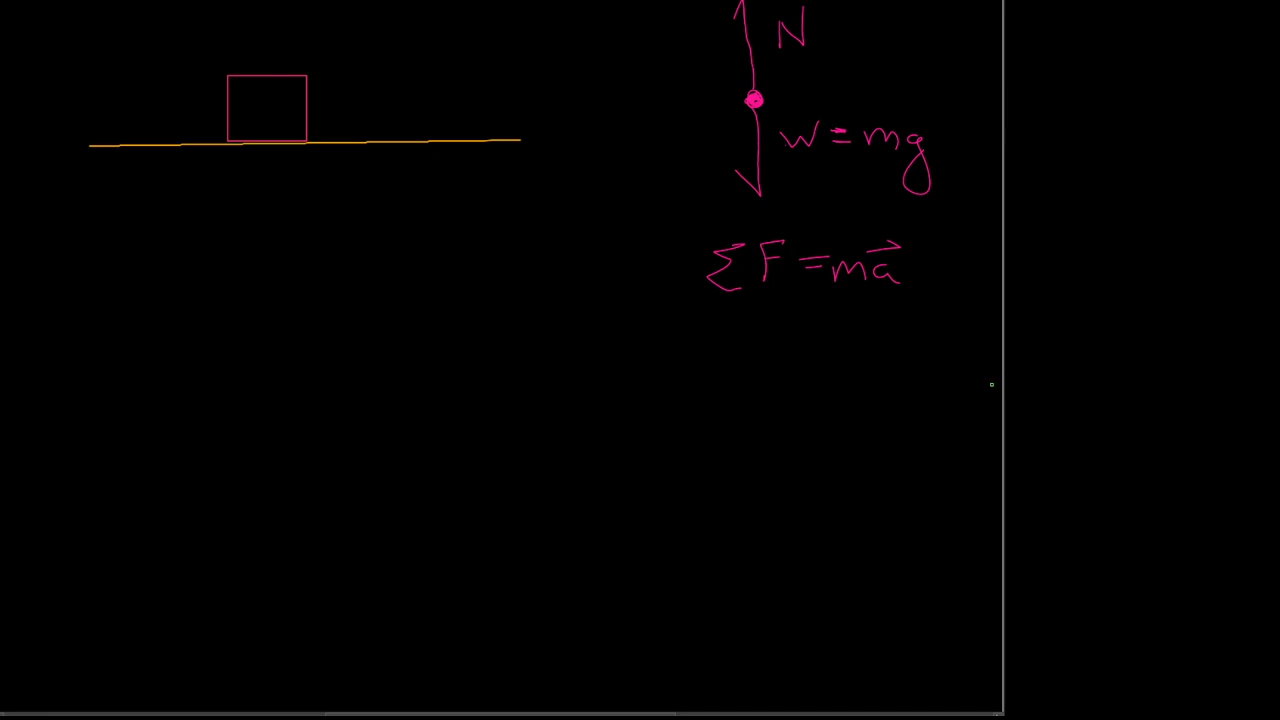 N
w = mg
ΣF = ma⃗